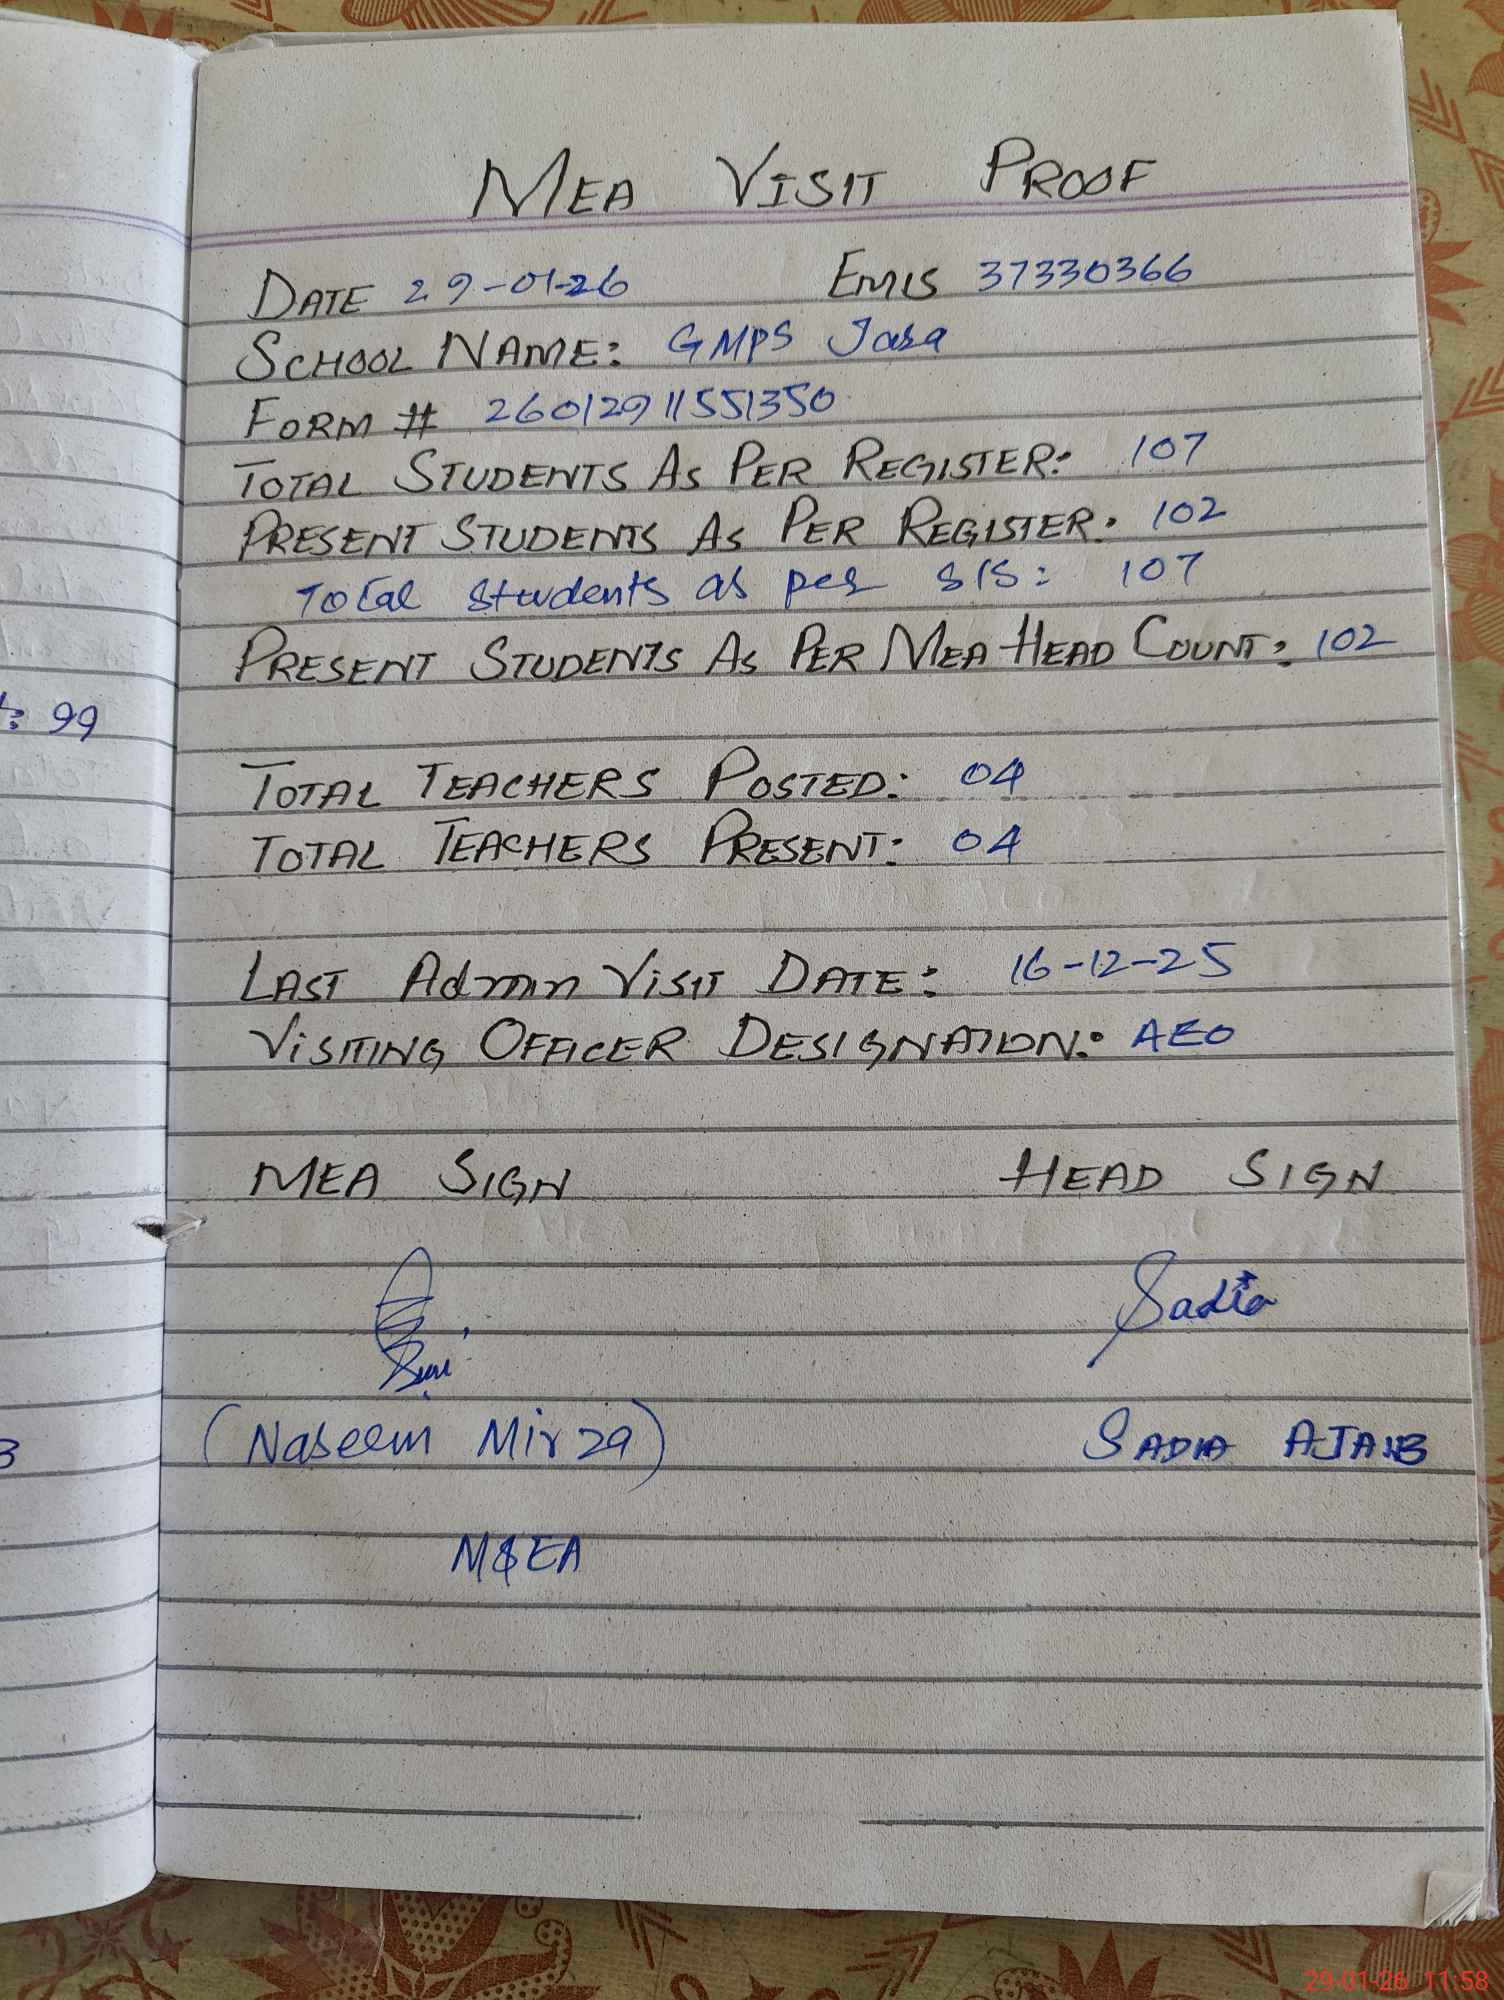 MEA VISIT PROOF
DATE 29-01-26 EMIS 37330366
SCHOOL NAME: GMPS Jasa
FORM # 26012911551350
TOTAL STUDENTS AS PER REGISTER: 107
PRESENT STUDENTS AS PER REGISTER: 102
Total students as per SIS: 107
PRESENT STUDENTS AS PER MEA HEAD COUNT: 102
: 99
TOTAL TEACHERS POSTED: 04
TOTAL TEACHERS PRESENT: 04
LAST Admin VISIT DATE: 16-12-25
VISITING OFFICER DESIGNATION: AEO
MEA SIGN HEAD SIGN
Sadia
(Naseem Mirza) SADIA AJAIB
M&EA
29-01-26 11:58